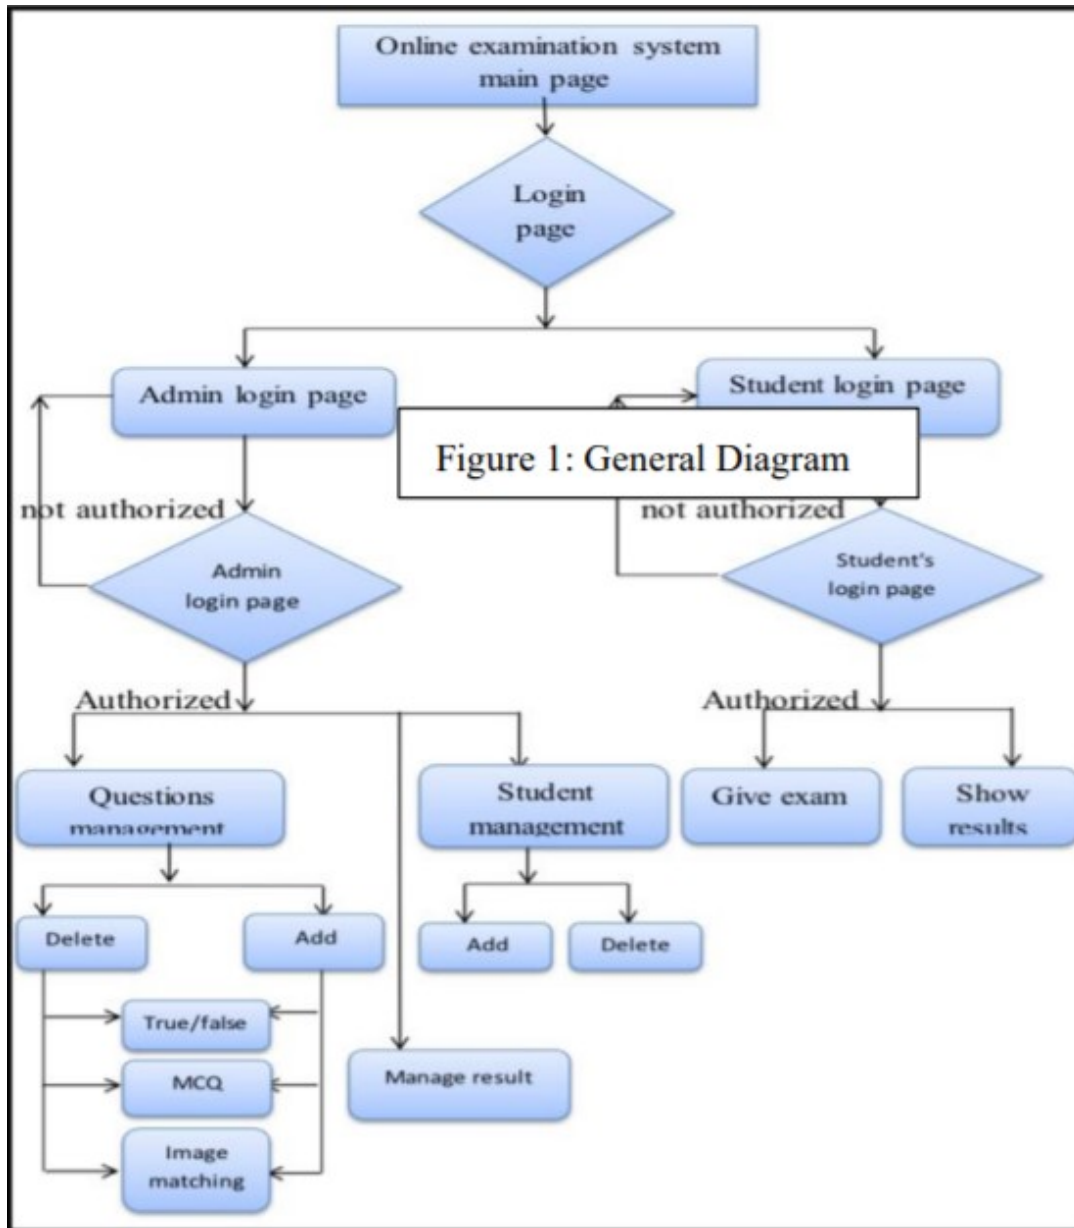 Online examination system
main page
Login
page
Admin login page
Student login page
Figure 1: General Diagram
not authorized
not authorized
Admin
login page
Student's
login page
Authorized
Authorized
Questions
management
Student
management
Give exam
Show
results
Delete
Add
Add
Delete
True/false
MCQ
Manage result
Image
matching